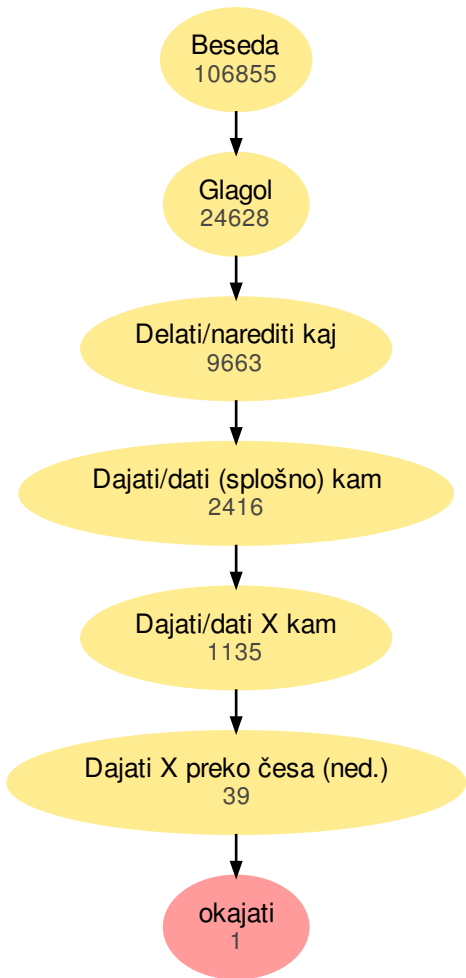 Beseda
106855
Glagol
24628
Delati/narediti kaj
9663
Dajati/dati (splošno) kam
2416
Dajati/dati X kam
1135
Dajati X preko česa (ned.)
39
okajati
1